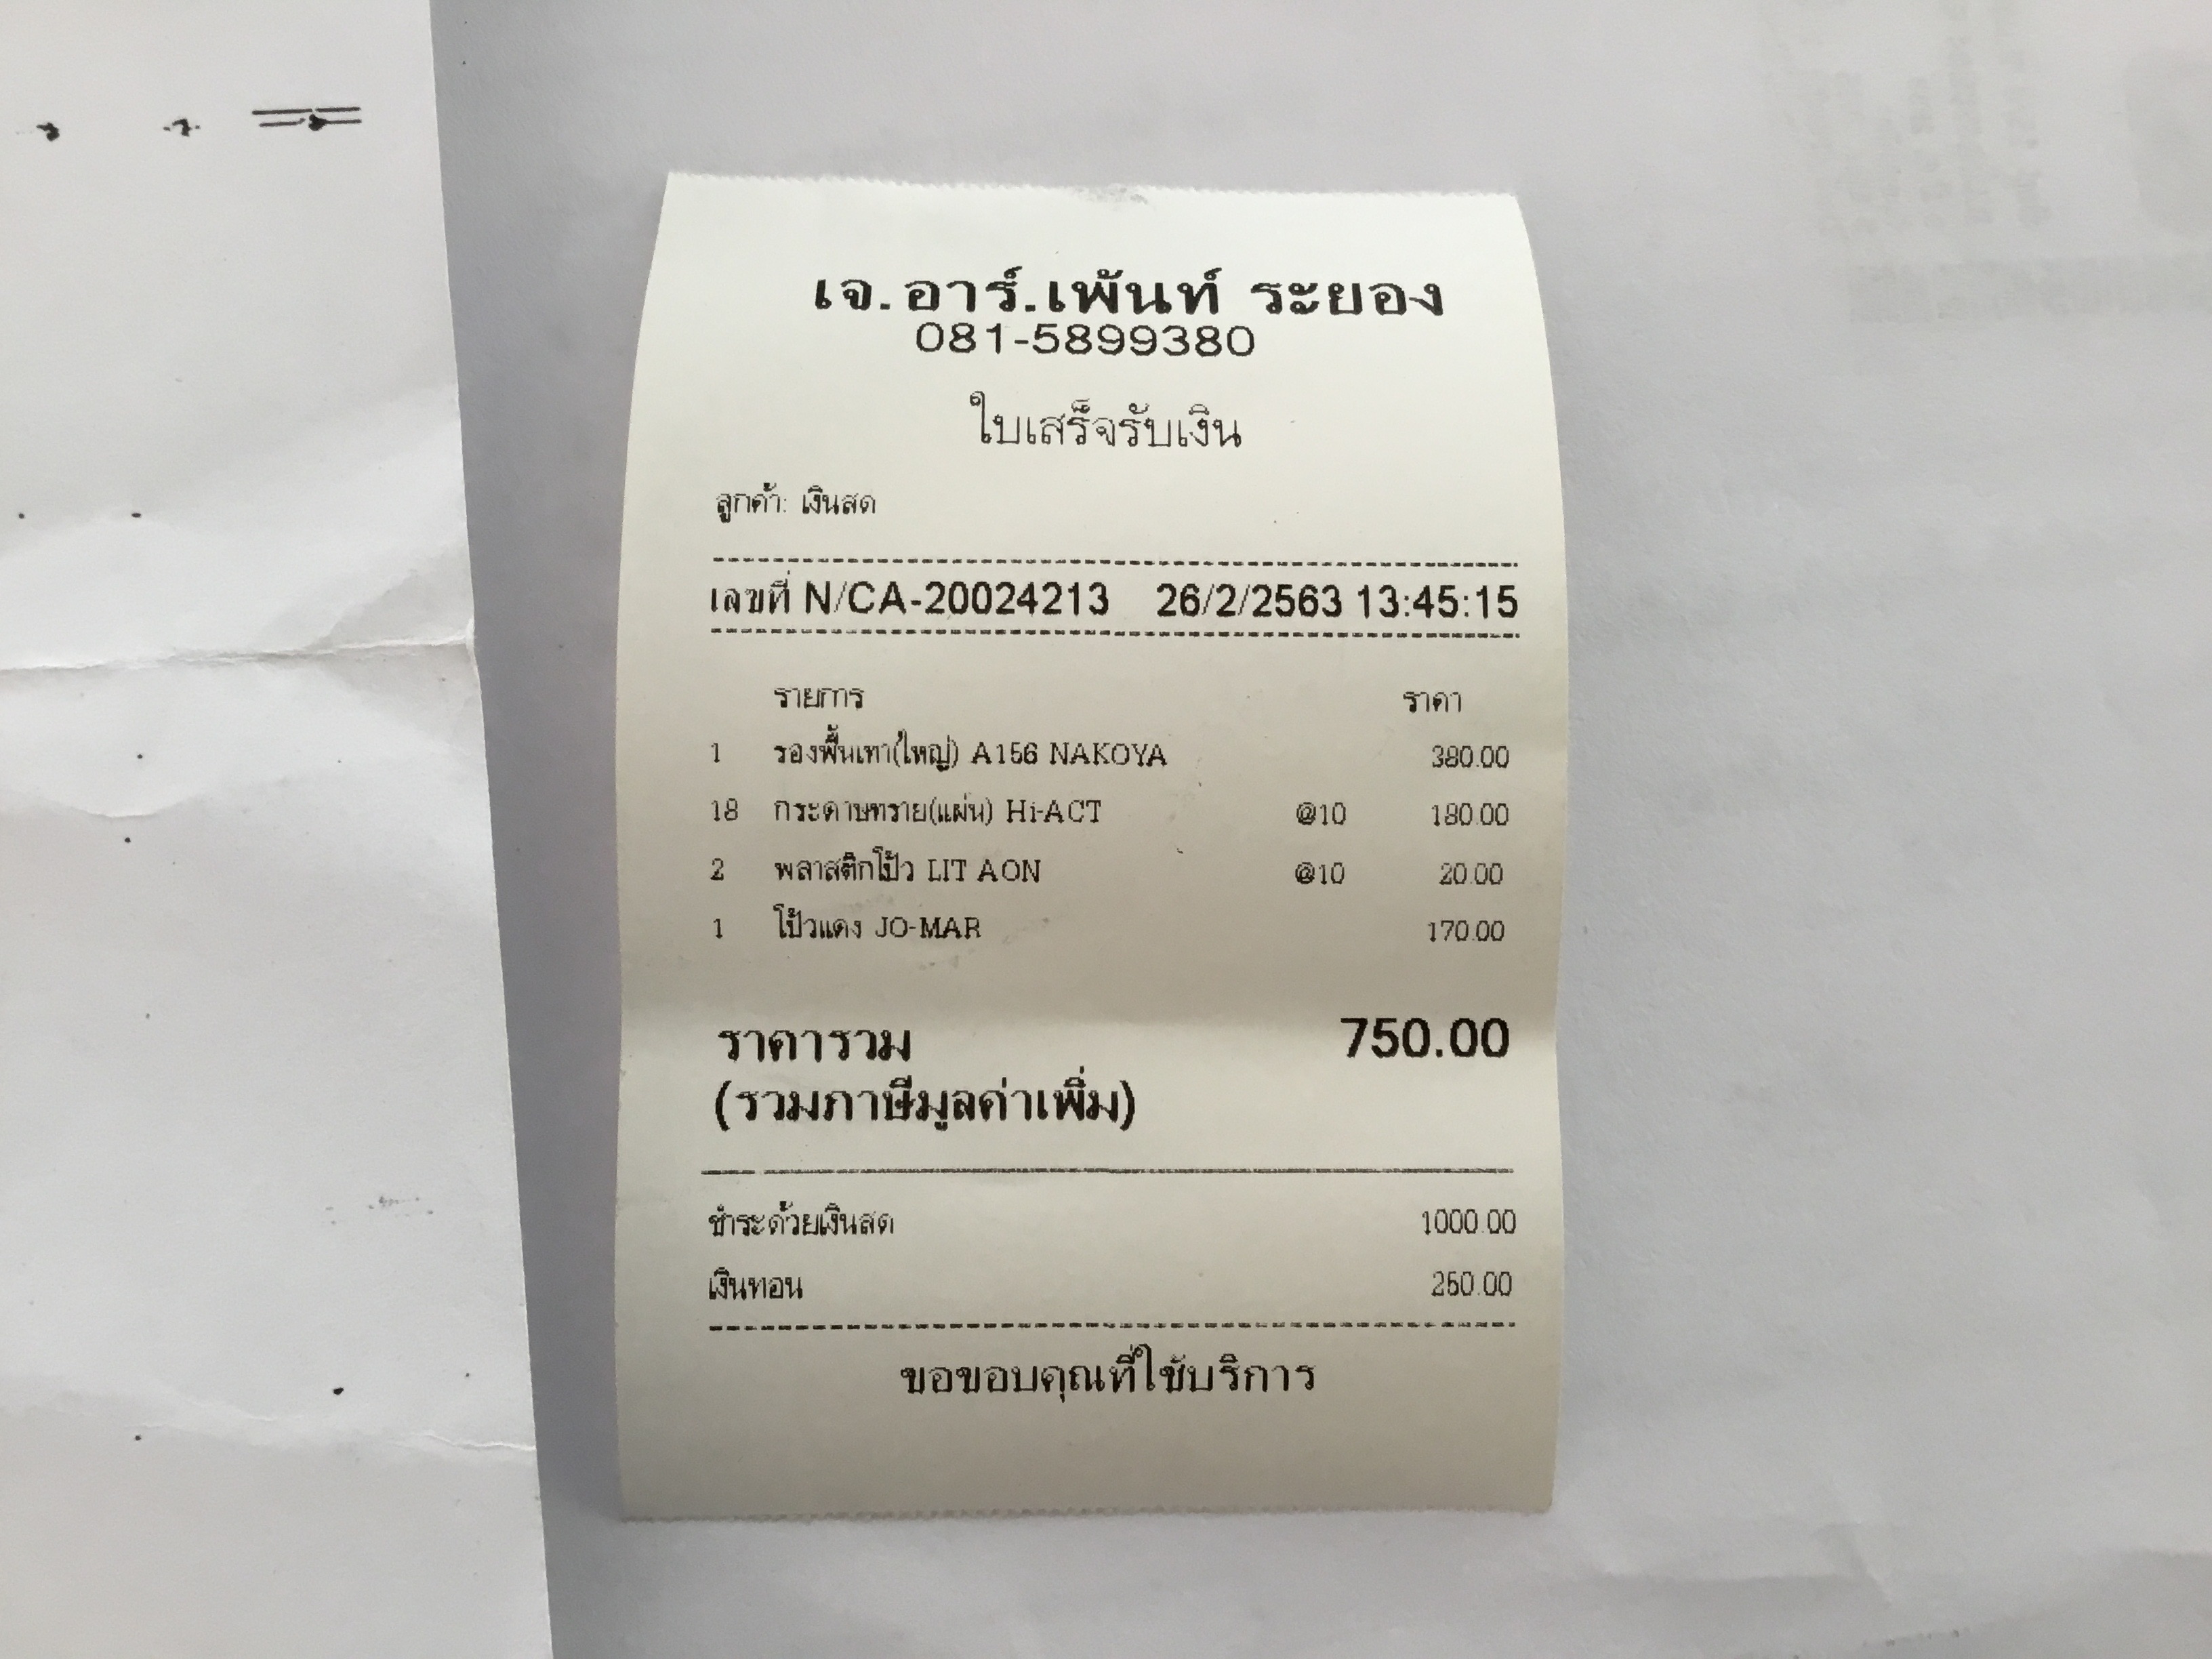 เจ.อาร์.เพ้นท์ ระยอง
081-5899380
ใบเสร็จรับเงิน
ลูกค้า: เงินสด
เลขที่ N/CA-20024213 26/2/2563 13:45:15
รายการ ราคา
1 รองพื้นเทา(ใหญ่) A156 NAKOYA 380.00
18 กระดาษทราย(แผ่น) Hi-ACT @10 180.00
2 พลาสติกโป้ว LIT AON @10 20.00
1 โป้วแดง JO-MAR 170.00
ราคารวม 750.00
(รวมภาษีมูลค่าเพิ่ม)
ชำระด้วยเงินสด 1000.00
เงินทอน 250.00
ขอขอบคุณที่ใช้บริการ